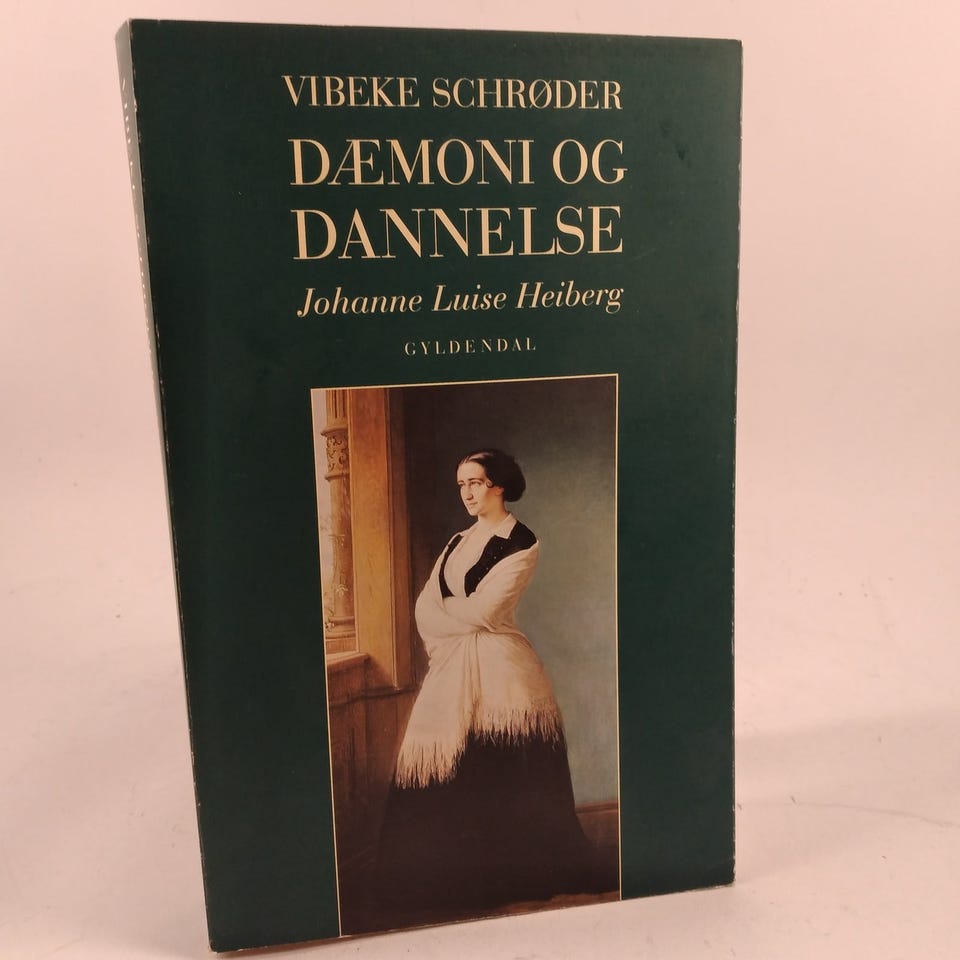 VIBEKE SCHRØDER
DÆMONI OG
DANNELSE
Johanne Luise Heiberg
GYLDENDAL